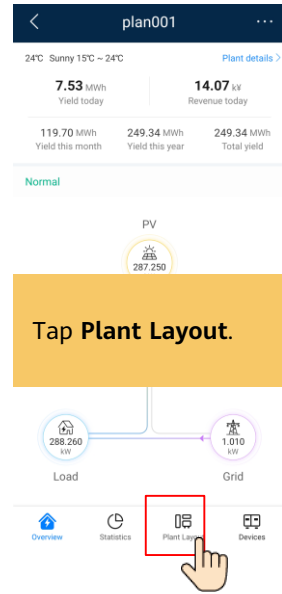 plan001
24℃ Sunny 15℃ ~ 24℃ Plant details >
7.53 MWh 14.07 k¥
Yield today Revenue today
119.70 MWh 249.34 MWh 249.34 MWh
Yield this month Yield this year Total yield
Normal
PV
287.250
Tap Plant Layout.
288.260 1.010
kW kW
Load Grid
Overview Statistics Plant Layout Devices